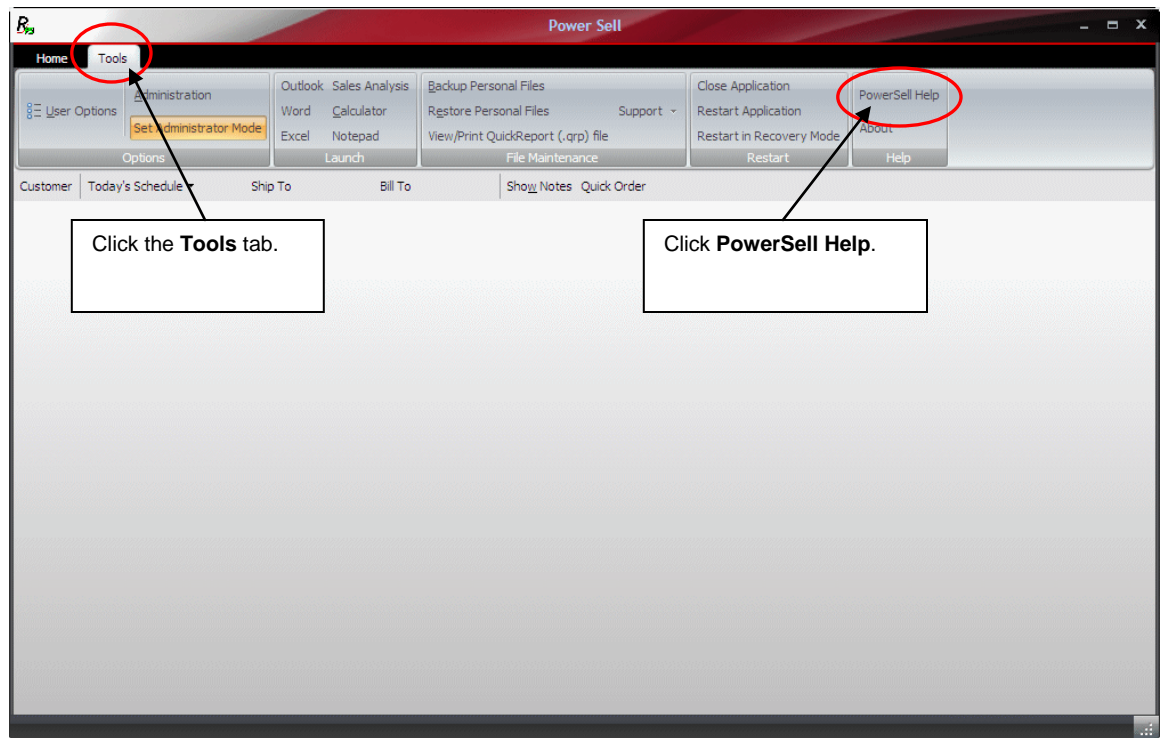 Power Sell
Home Tools
User Options
Administration
Set Administrator Mode
Options
Outlook Sales Analysis
Word Calculator
Excel Notepad
Launch
Backup Personal Files
Restore Personal Files Support
View/Print QuickReport (.qrp) file
File Maintenance
Close Application
Restart Application
Restart in Recovery Mode
Restart
PowerSell Help
About
Help
Customer Today's Schedule Ship To Bill To Show Notes Quick Order
Click the Tools tab.
Click PowerSell Help.